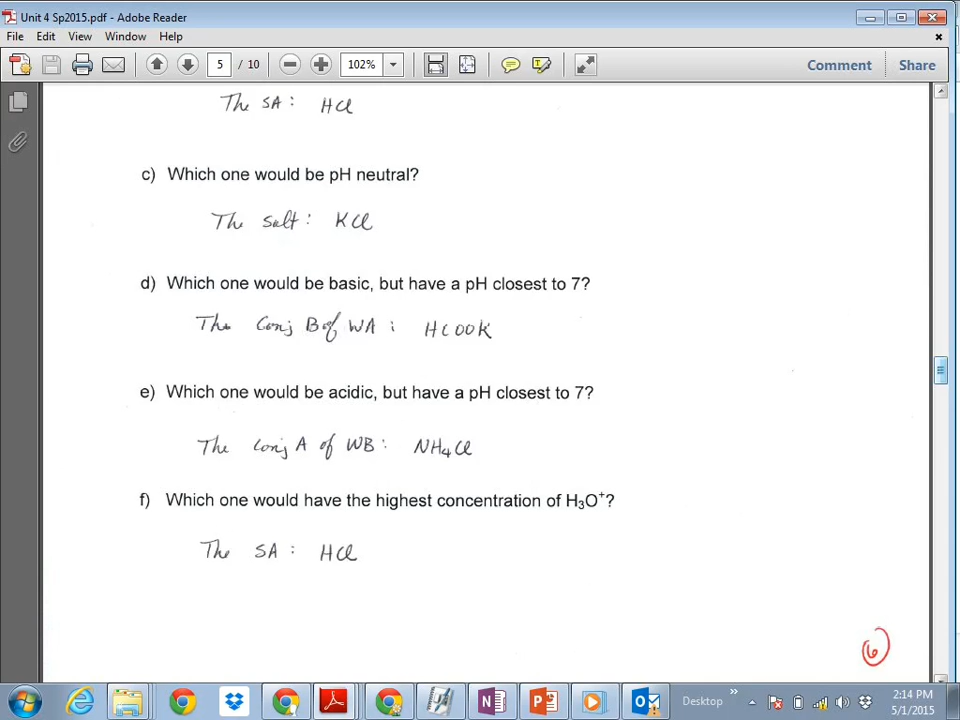 Unit 4 Sp2015.pdf - Adobe Reader
File Edit View Window Help
5 / 10 102% Comment Share
The SA: HCl
c) Which one would be pH neutral?
The salt: KCl
d) Which one would be basic, but have a pH closest to 7?
The Conj B of WA: HCOOK
e) Which one would be acidic, but have a pH closest to 7?
The Conj A of WB: NH₄Cl
f) Which one would have the highest concentration of H₃O⁺?
The SA: HCl
6
Desktop
2:14 PM
5/1/2015